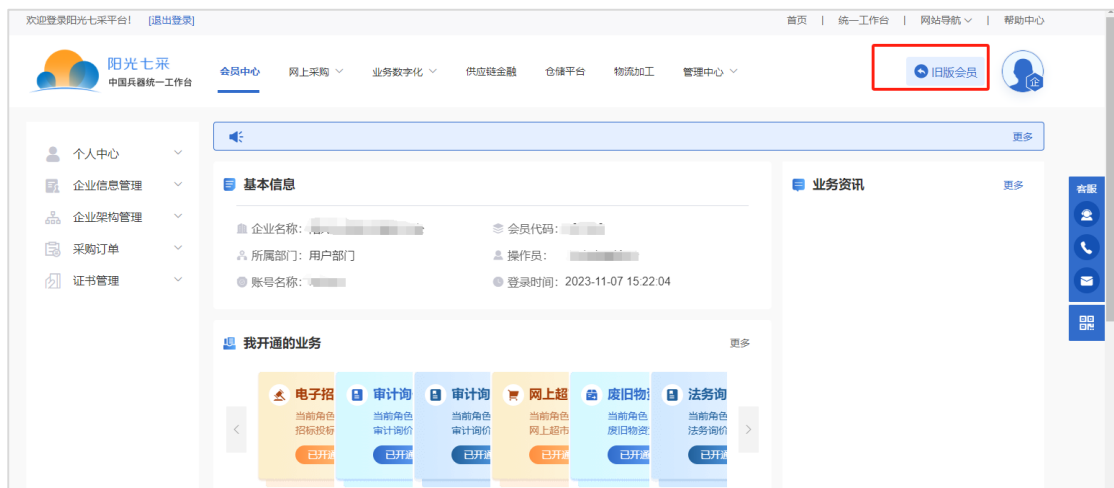 欢迎登录阳光七采平台! [退出登录] 首页 | 统一工作台 | 网站导航 | 帮助中心
阳光七采
中国兵器统一工作台
会员中心 网上采购 业务数字化 供应链金融 仓储平台 物流加工 管理中心 旧版会员
企
更多
个人中心
企业信息管理
企业架构管理
采购订单
证书管理
基本信息
企业名称: 会员代码:
所属部门: 用户部门 操作员:
账号名称: 登录时间: 2023-11-07 15:22:04
业务资讯 更多
客服
我开通的业务 更多
电子招 审计询 审计询 网上超 废旧物 法务询
当前角色 当前角色 当前角色 当前角色 当前角色 当前角色
招标投标 审计询价 审计询价 网上超市 废旧物资 法务询价
已开通 已开通 已开通 已开通 已开通 已开通